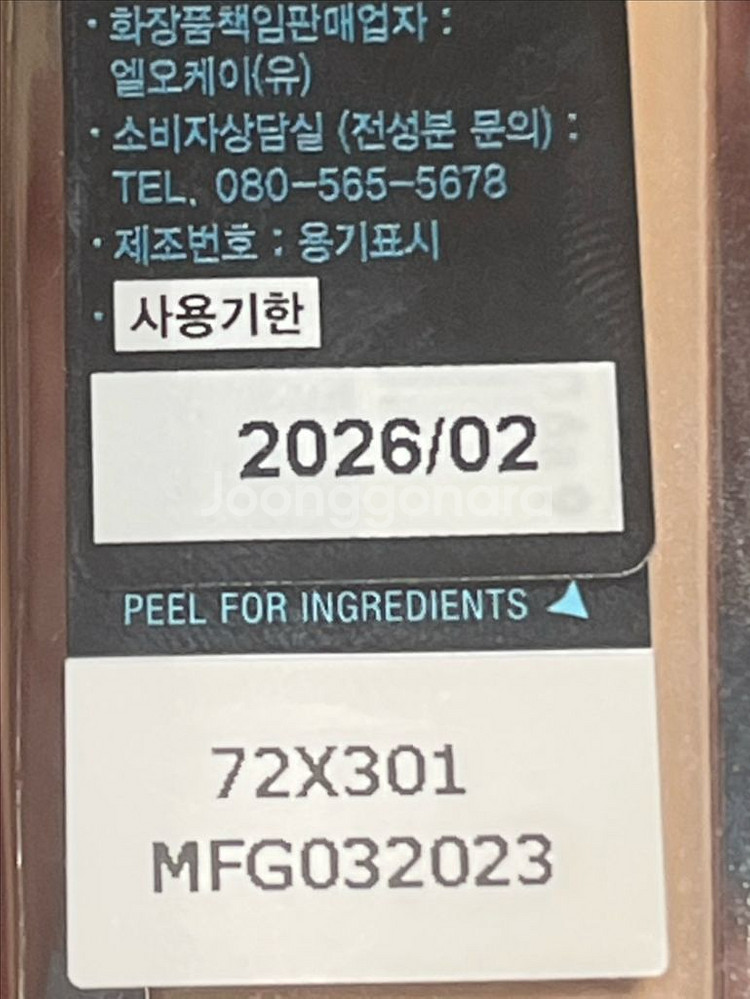 · 화장품책임판매업자 :
엘오케이(유)
· 소비자상담실 (전성분 문의) :
TEL. 080-565-5678
· 제조번호 : 용기표시
· 사용기한
2026/02
Joonggonara
PEEL FOR INGREDIENTS
72X301
MFG032023